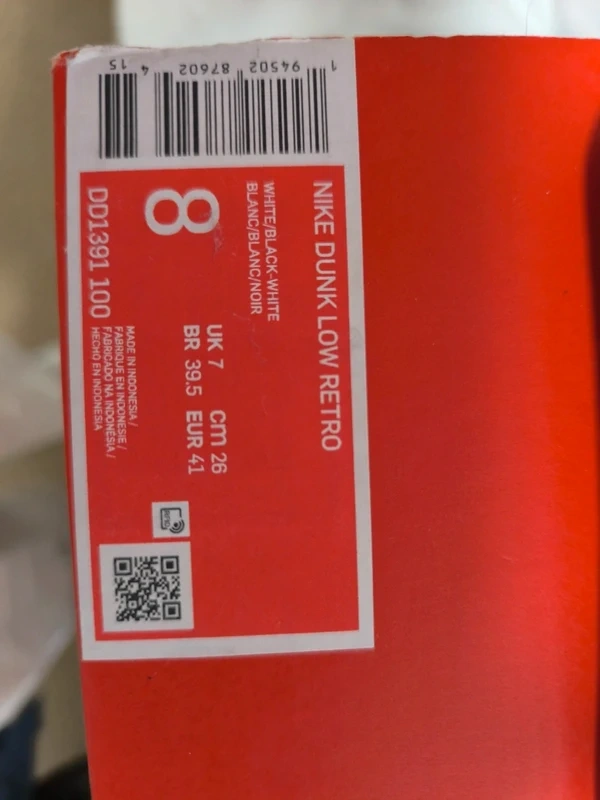 NIKE DUNK LOW RETRO
WHITE/BLACK-WHITE
BLANC/BLANC/NOIR
8
UK 7 cm 26
BR 39.5 EUR 41
DD1391 100
MADE IN INDONESIA/
FABRIQUE EN INDONESIE/
FABRICADO NA INDONÉSIA/
HECHO EN INDONESIA
1 94502 87602 4 15